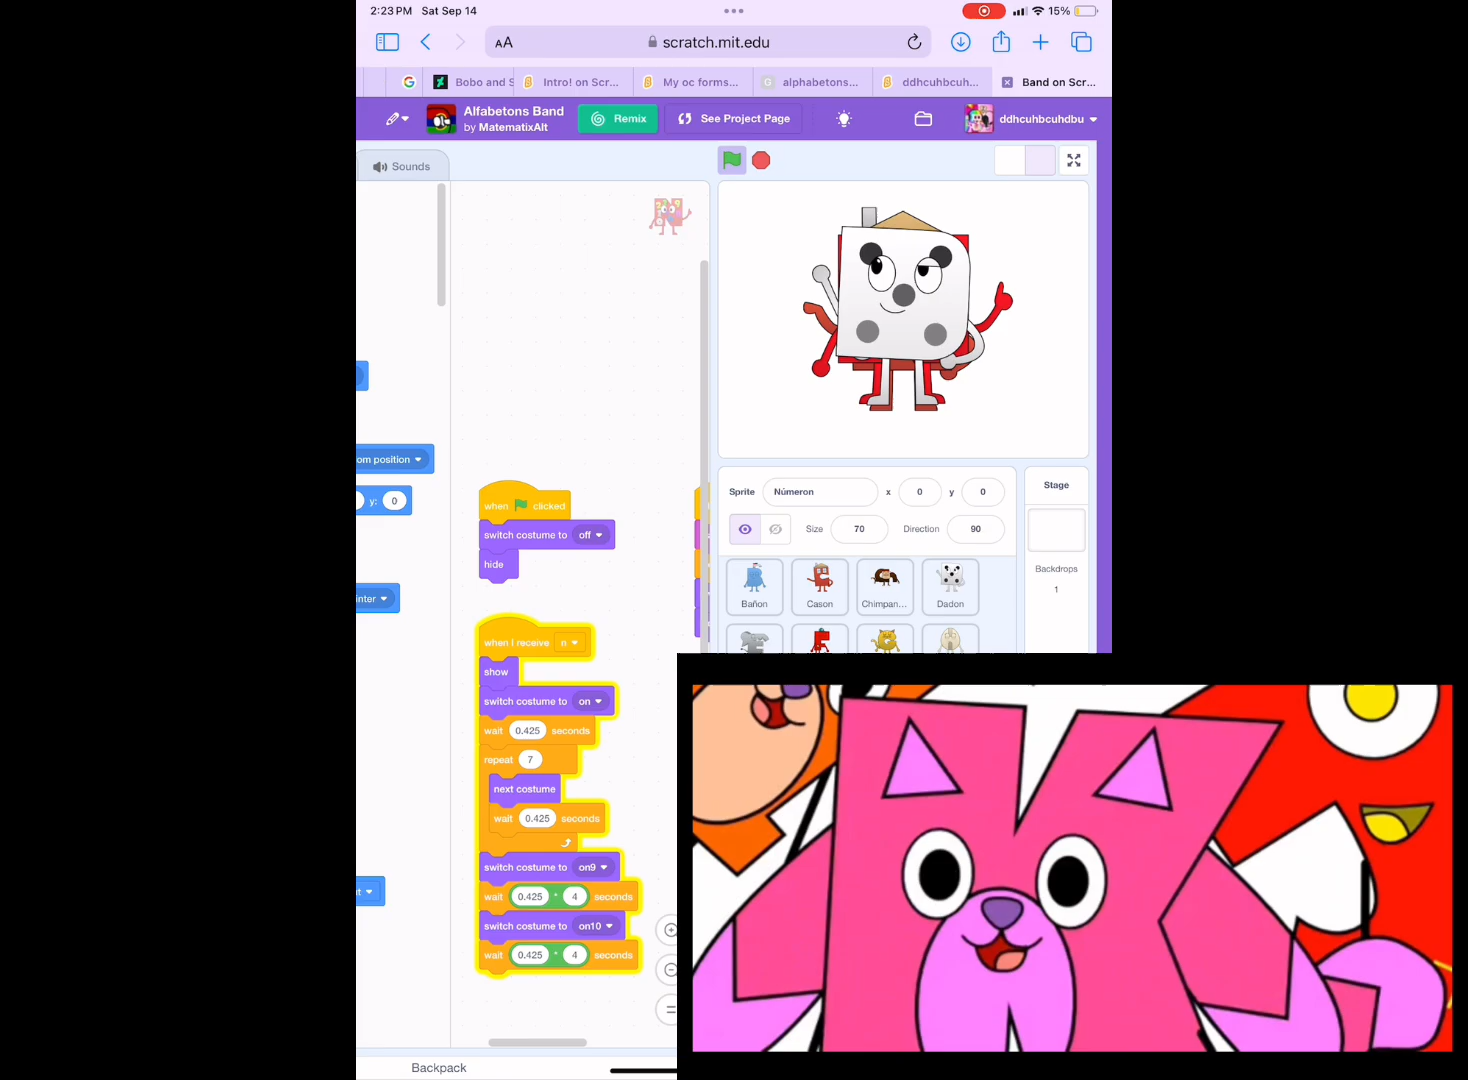 2:23 PM Sat Sep 14
15%
AA
scratch.mit.edu
Bobo and S
Intro! on Scr...
My oc forms...
alphabetons...
ddhcuhbcuh...
Band on Scr...
Alfabetons Band
by MatematixAlt
Remix
See Project Page
ddhcuhbcuhdbu
Sounds
om position
y: 0
inter
when clicked
switch costume to off
hide
when I receive n
show
switch costume to on
wait 0.425 seconds
repeat 7
next costume
wait 0.425 seconds
switch costume to on9
wait 0.425 * 4 seconds
switch costume to on10
wait 0.425 * 4 seconds
Sprite Númeron x 0 y 0
Size 70 Direction 90
Stage
Backdrops
1
Bañon
Cason
Chimpan...
Dadon
Backpack